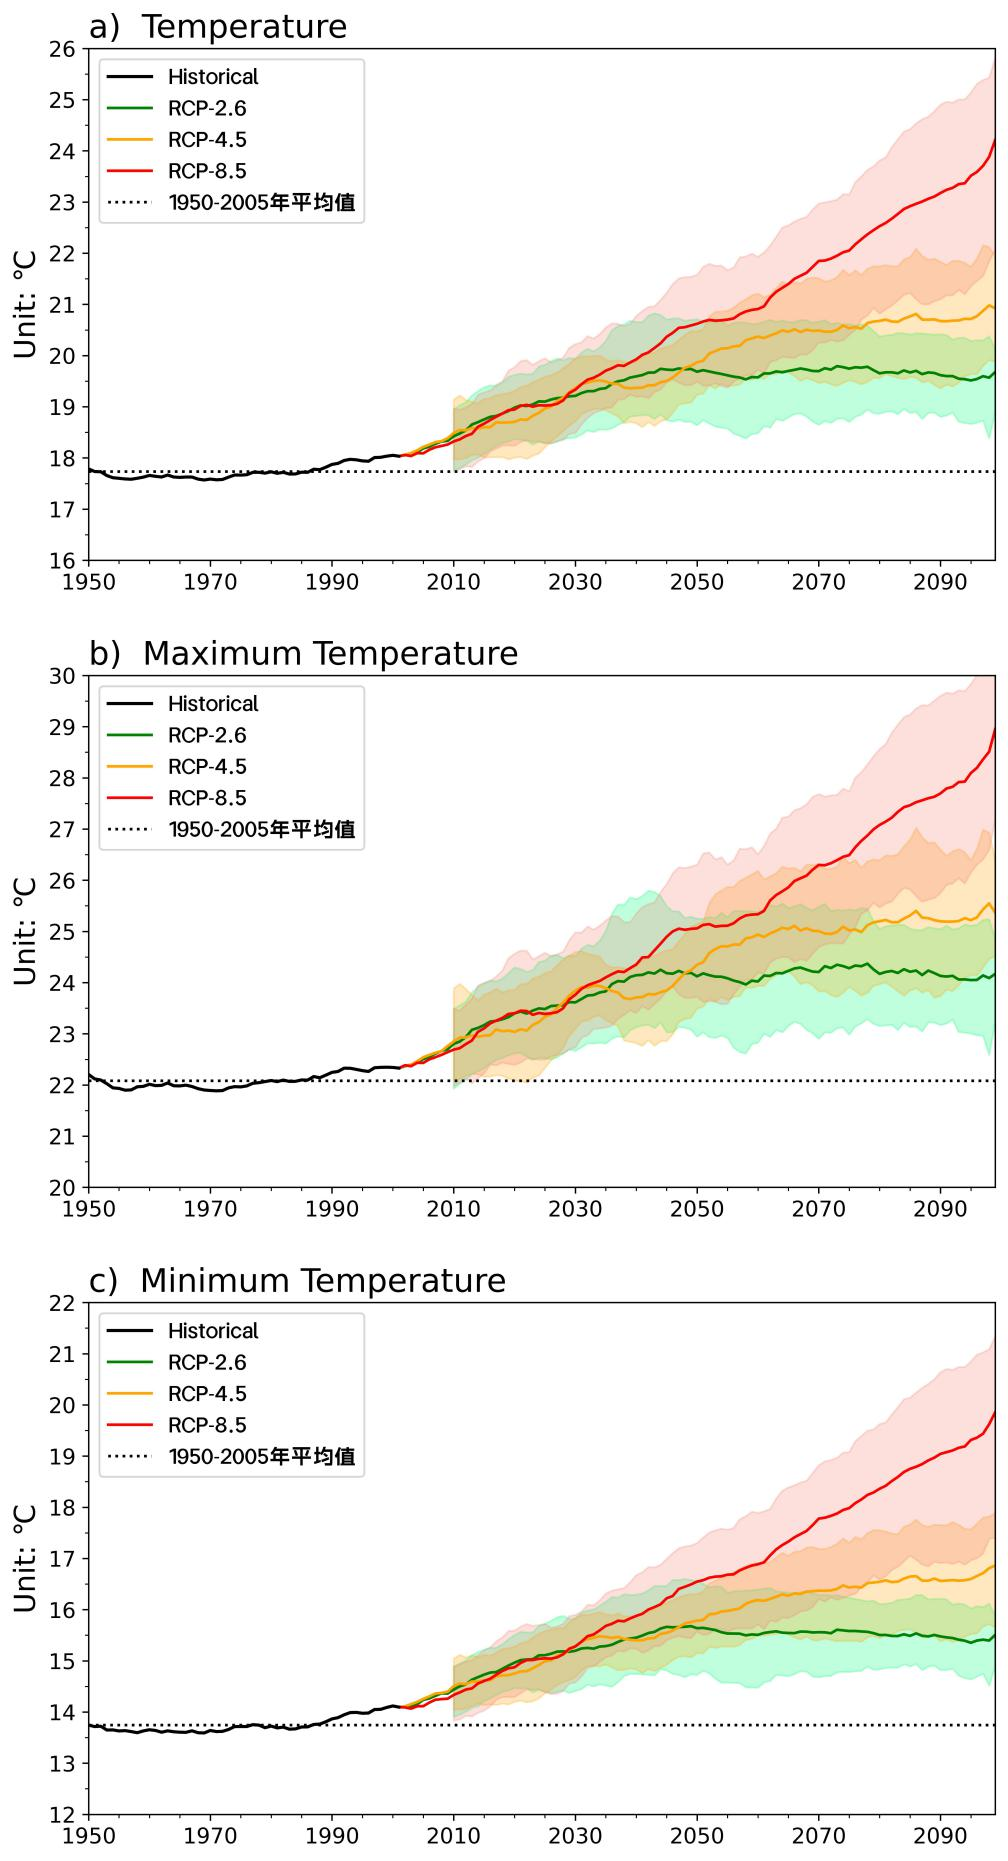 a) Temperature
26
25
24
23
22
21
20
19
18
17
16
Unit: ℃
Historical
RCP-2.6
RCP-4.5
RCP-8.5
1950-2005年平均值
1950 1970 1990 2010 2030 2050 2070 2090
b) Maximum Temperature
30
29
28
27
26
25
24
23
22
21
20
Unit: ℃
Historical
RCP-2.6
RCP-4.5
RCP-8.5
1950-2005年平均值
1950 1970 1990 2010 2030 2050 2070 2090
c) Minimum Temperature
22
21
20
19
18
17
16
15
14
13
12
Unit: ℃
Historical
RCP-2.6
RCP-4.5
RCP-8.5
1950-2005年平均值
1950 1970 1990 2010 2030 2050 2070 2090